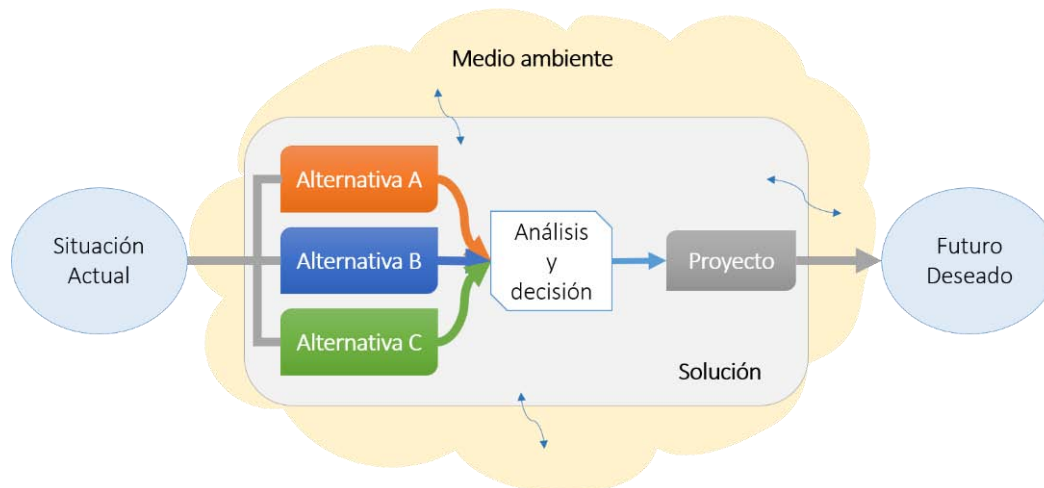 Medio ambiente
Situación
Actual
Alternativa A
Alternativa B
Alternativa C
Análisis
y
decisión
Proyecto
Solución
Futuro
Deseado